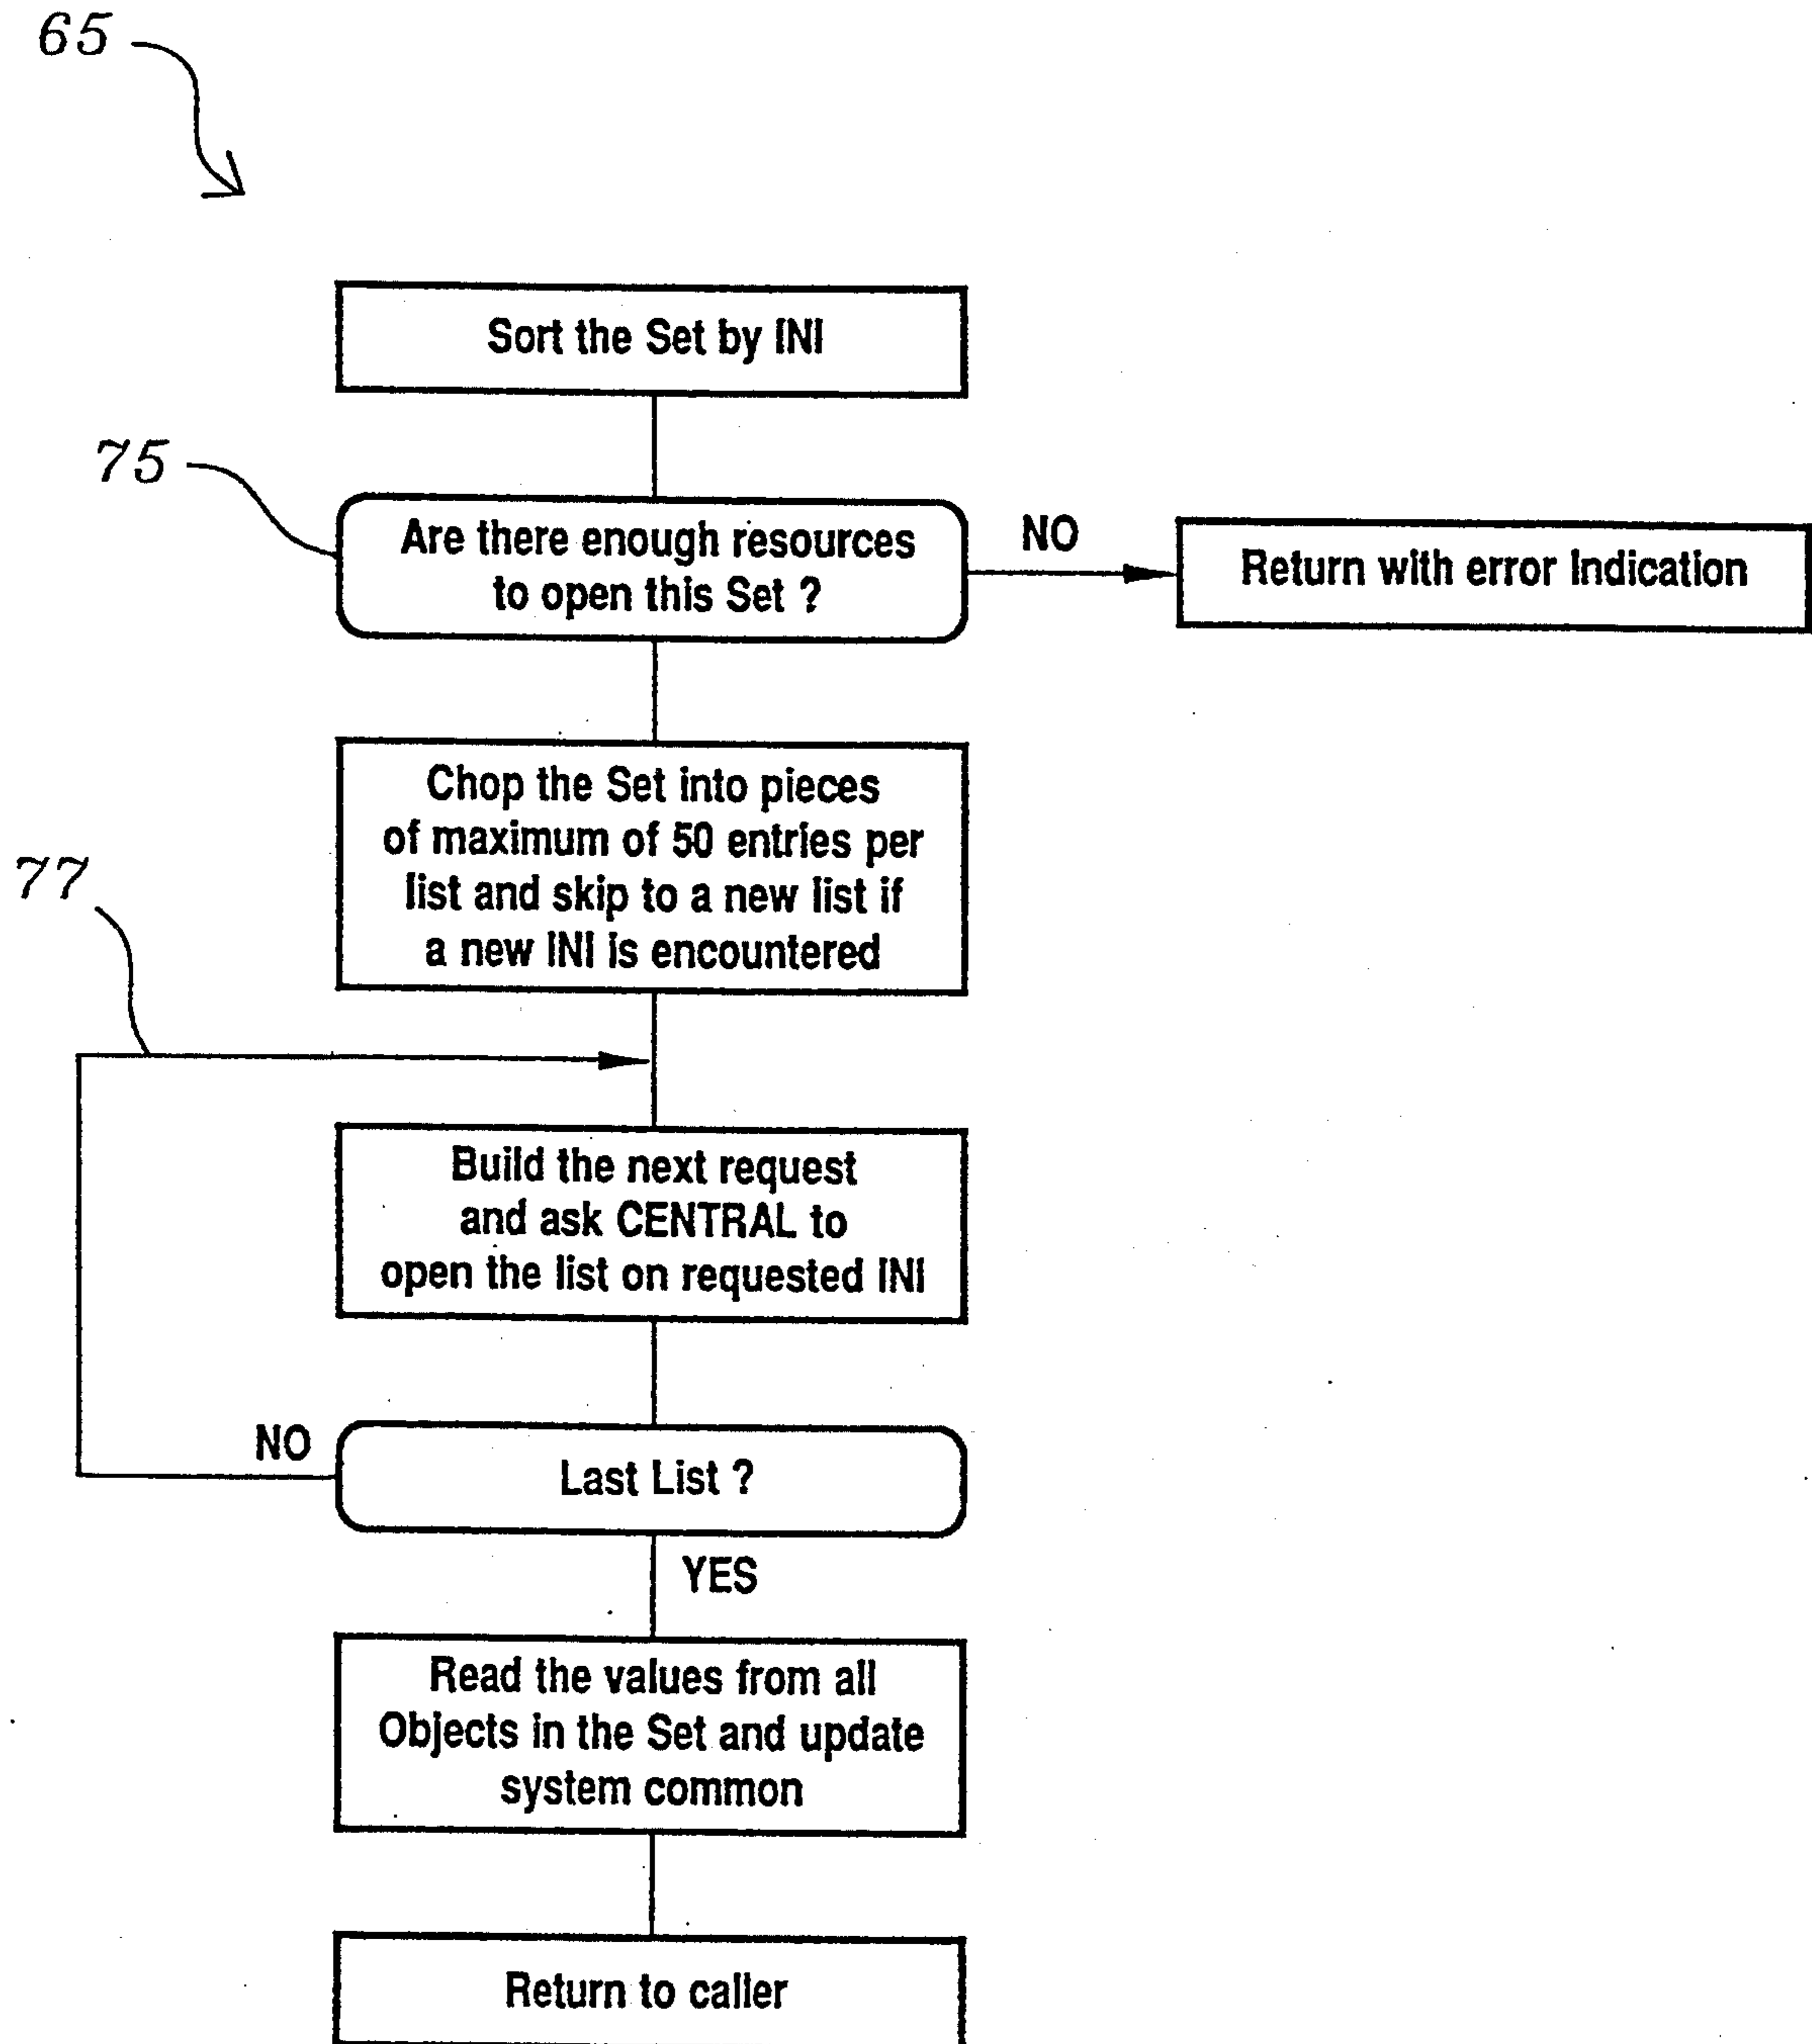 65
Sort the Set by INI
75
Are there enough resources
to open this Set ?
NO
Return with error Indication
Chop the Set into pieces
of maximum of 50 entries per
list and skip to a new list if
a new INI is encountered
77
Build the next request
and ask CENTRAL to
open the list on requested INI
NO
Last List ?
YES
Read the values from all
Objects in the Set and update
system common
Return to caller